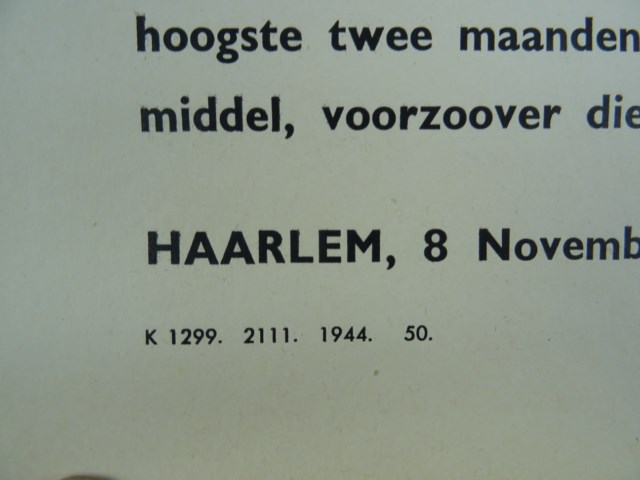 hoogste twee maanden
middel, voorzoover die
HAARLEM, 8 Novemb
K 1299. 2111. 1944. 50.